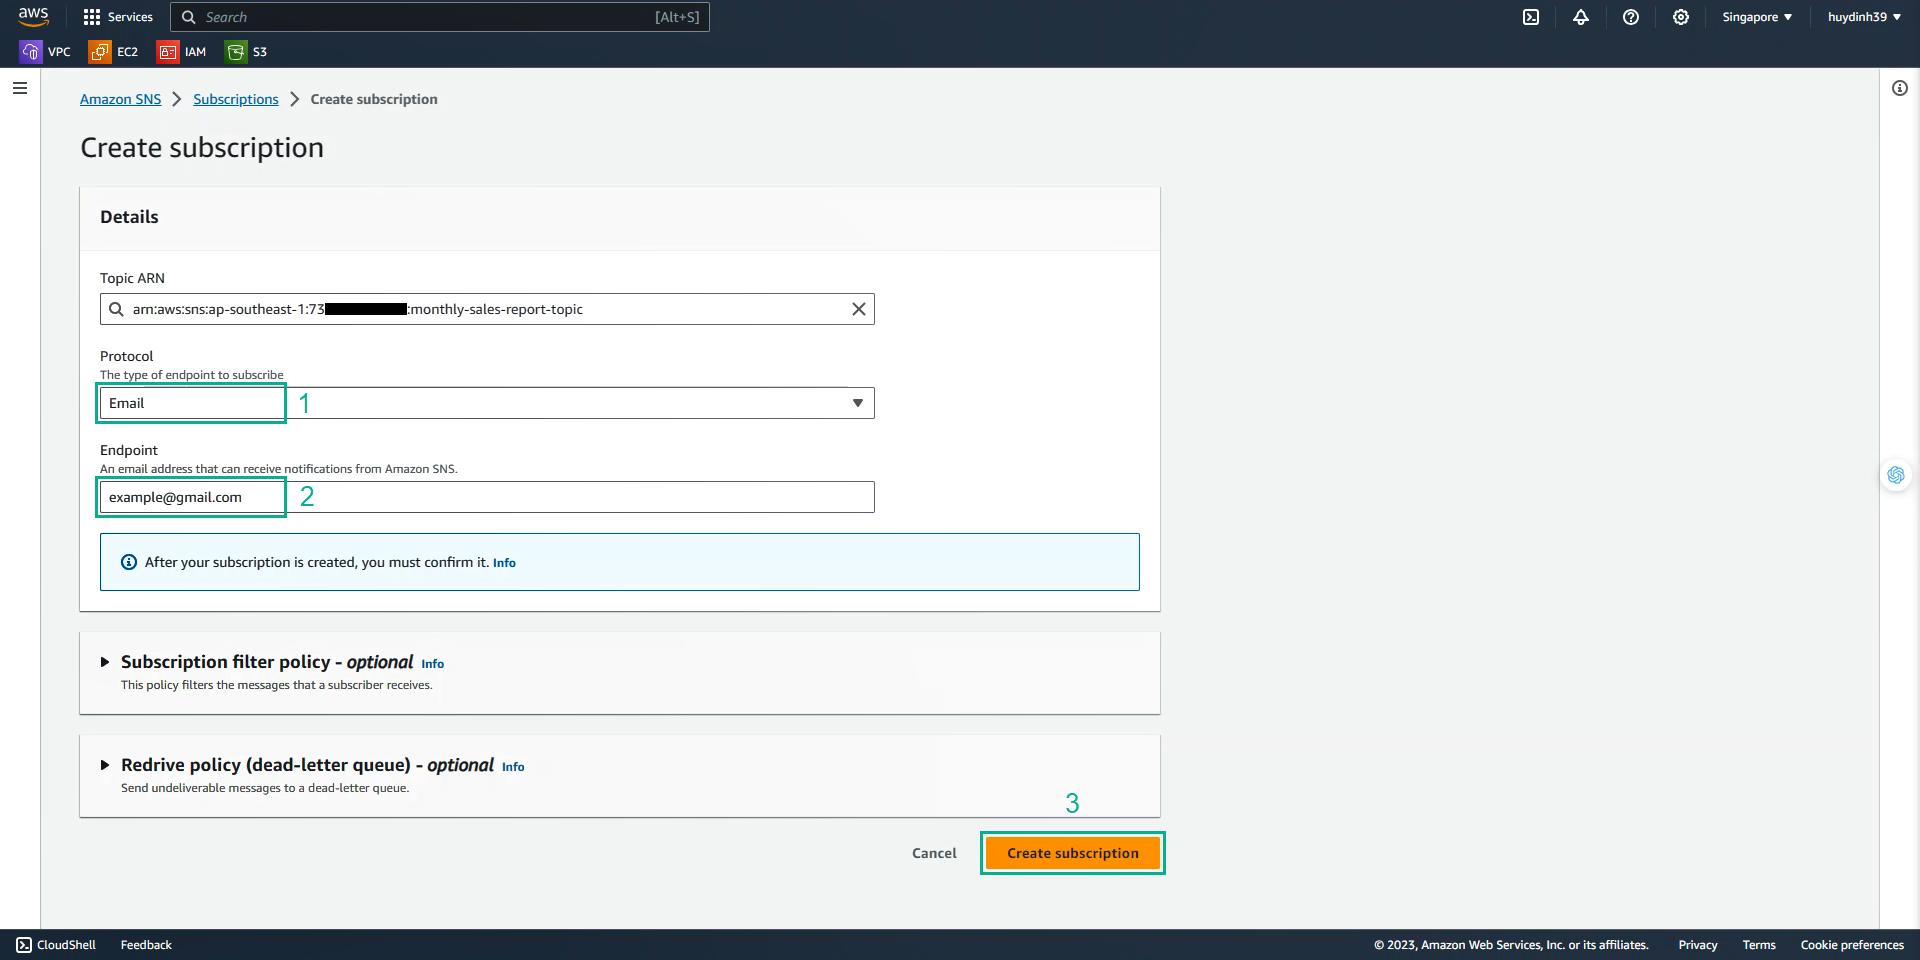 aws Services Search [Alt+S] Singapore huydinh39
VPC EC2 IAM S3
Amazon SNS Subscriptions Create subscription
Create subscription
Details
Topic ARN
arn:aws:sns:ap-southeast-1:73 :monthly-sales-report-topic
Protocol
The type of endpoint to subscribe
Email 1
Endpoint
An email address that can receive notifications from Amazon SNS.
example@gmail.com 2
After your subscription is created, you must confirm it. Info
Subscription filter policy - optional Info
This policy filters the messages that a subscriber receives.
Redrive policy (dead-letter queue) - optional Info
Send undeliverable messages to a dead-letter queue.
3
Cancel Create subscription
CloudShell Feedback © 2023, Amazon Web Services, Inc. or its affiliates. Privacy Terms Cookie preferences